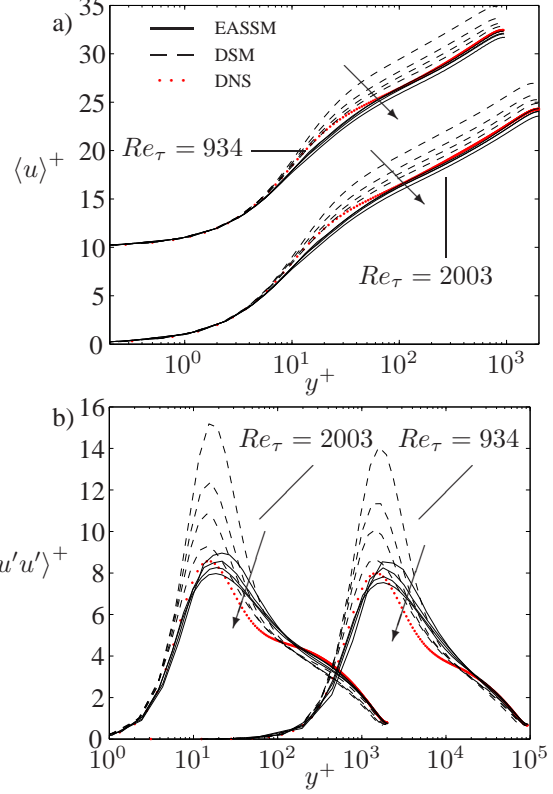 a)
35
30
25
20
15
10
5
0
⟨u⟩⁺
EASSM
DSM
DNS
Re_τ = 934
Re_τ = 2003
10⁰ 10¹ 10² 10³
y⁺
b)
16
14
12
10
8
6
4
2
0
u′u′⟩⁺
Re_τ = 2003 Re_τ = 934
10⁰ 10¹ 10² 10³ 10⁴ 10⁵
y⁺